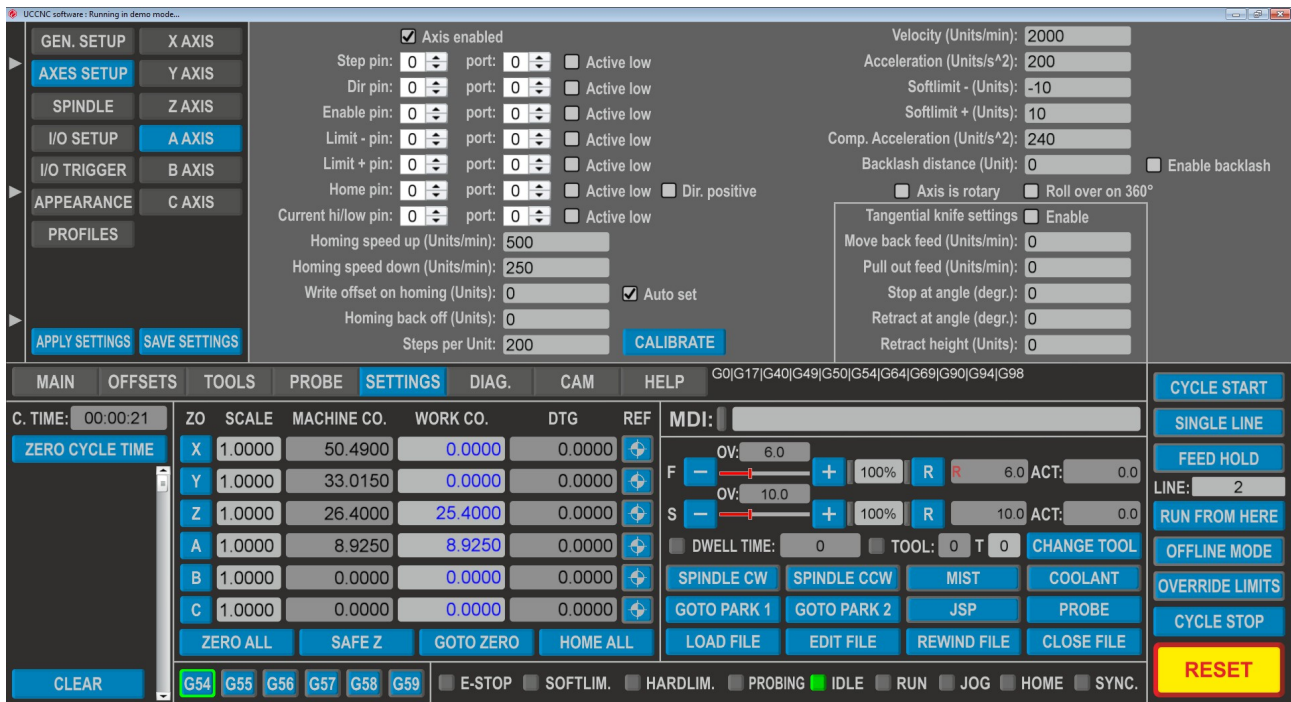 UCCNC software : Running in demo mode...
GEN. SETUP X AXIS Axis enabled Velocity (Units/min): 2000
AXES SETUP Y AXIS Step pin: 0 port: 0 Active low Acceleration (Units/s^2): 200
Dir pin: 0 port: 0 Active low Softlimit - (Units): -10
SPINDLE Z AXIS Enable pin: 0 port: 0 Active low Softlimit + (Units): 10
I/O SETUP A AXIS Limit - pin: 0 port: 0 Active low Comp. Acceleration (Unit/s^2): 240
I/O TRIGGER B AXIS Limit + pin: 0 port: 0 Active low Backlash distance (Unit): 0 Enable backlash
APPEARANCE C AXIS Home pin: 0 port: 0 Active low Dir. positive Axis is rotary Roll over on 360°
Current hi/low pin: 0 port: 0 Active low Tangential knife settings Enable
PROFILES Homing speed up (Units/min): 500 Move back feed (Units/min): 0
Homing speed down (Units/min): 250 Pull out feed (Units/min): 0
Write offset on homing (Units): 0 Auto set Stop at angle (degr.): 0
Homing back off (Units): 0 Retract at angle (degr.): 0
APPLY SETTINGS SAVE SETTINGS Steps per Unit: 200 CALIBRATE Retract height (Units): 0
MAIN OFFSETS TOOLS PROBE SETTINGS DIAG. CAM HELP G0|G17|G40|G49|G50|G54|G64|G69|G90|G94|G98 CYCLE START
C. TIME: 00:00:21 ZO SCALE MACHINE CO. WORK CO. DTG REF MDI: SINGLE LINE
ZERO CYCLE TIME X 1.0000 50.4900 0.0000 0.0000 OV: 6.0 FEED HOLD
F − + 100% R R 6.0 ACT: 0.0
Y 1.0000 33.0150 0.0000 0.0000 OV: 10.0 LINE: 2
Z 1.0000 26.4000 25.4000 0.0000 S − + 100% R 10.0 ACT: 0.0 RUN FROM HERE
A 1.0000 8.9250 8.9250 0.0000 DWELL TIME: 0 TOOL: 0 T 0 CHANGE TOOL OFFLINE MODE
B 1.0000 0.0000 0.0000 0.0000 SPINDLE CW SPINDLE CCW MIST COOLANT OVERRIDE LIMITS
C 1.0000 0.0000 0.0000 0.0000 GOTO PARK 1 GOTO PARK 2 JSP PROBE CYCLE STOP
ZERO ALL SAFE Z GOTO ZERO HOME ALL LOAD FILE EDIT FILE REWIND FILE CLOSE FILE
CLEAR G54 G55 G56 G57 G58 G59 E-STOP SOFTLIM. HARDLIM. PROBING IDLE RUN JOG HOME SYNC. RESET